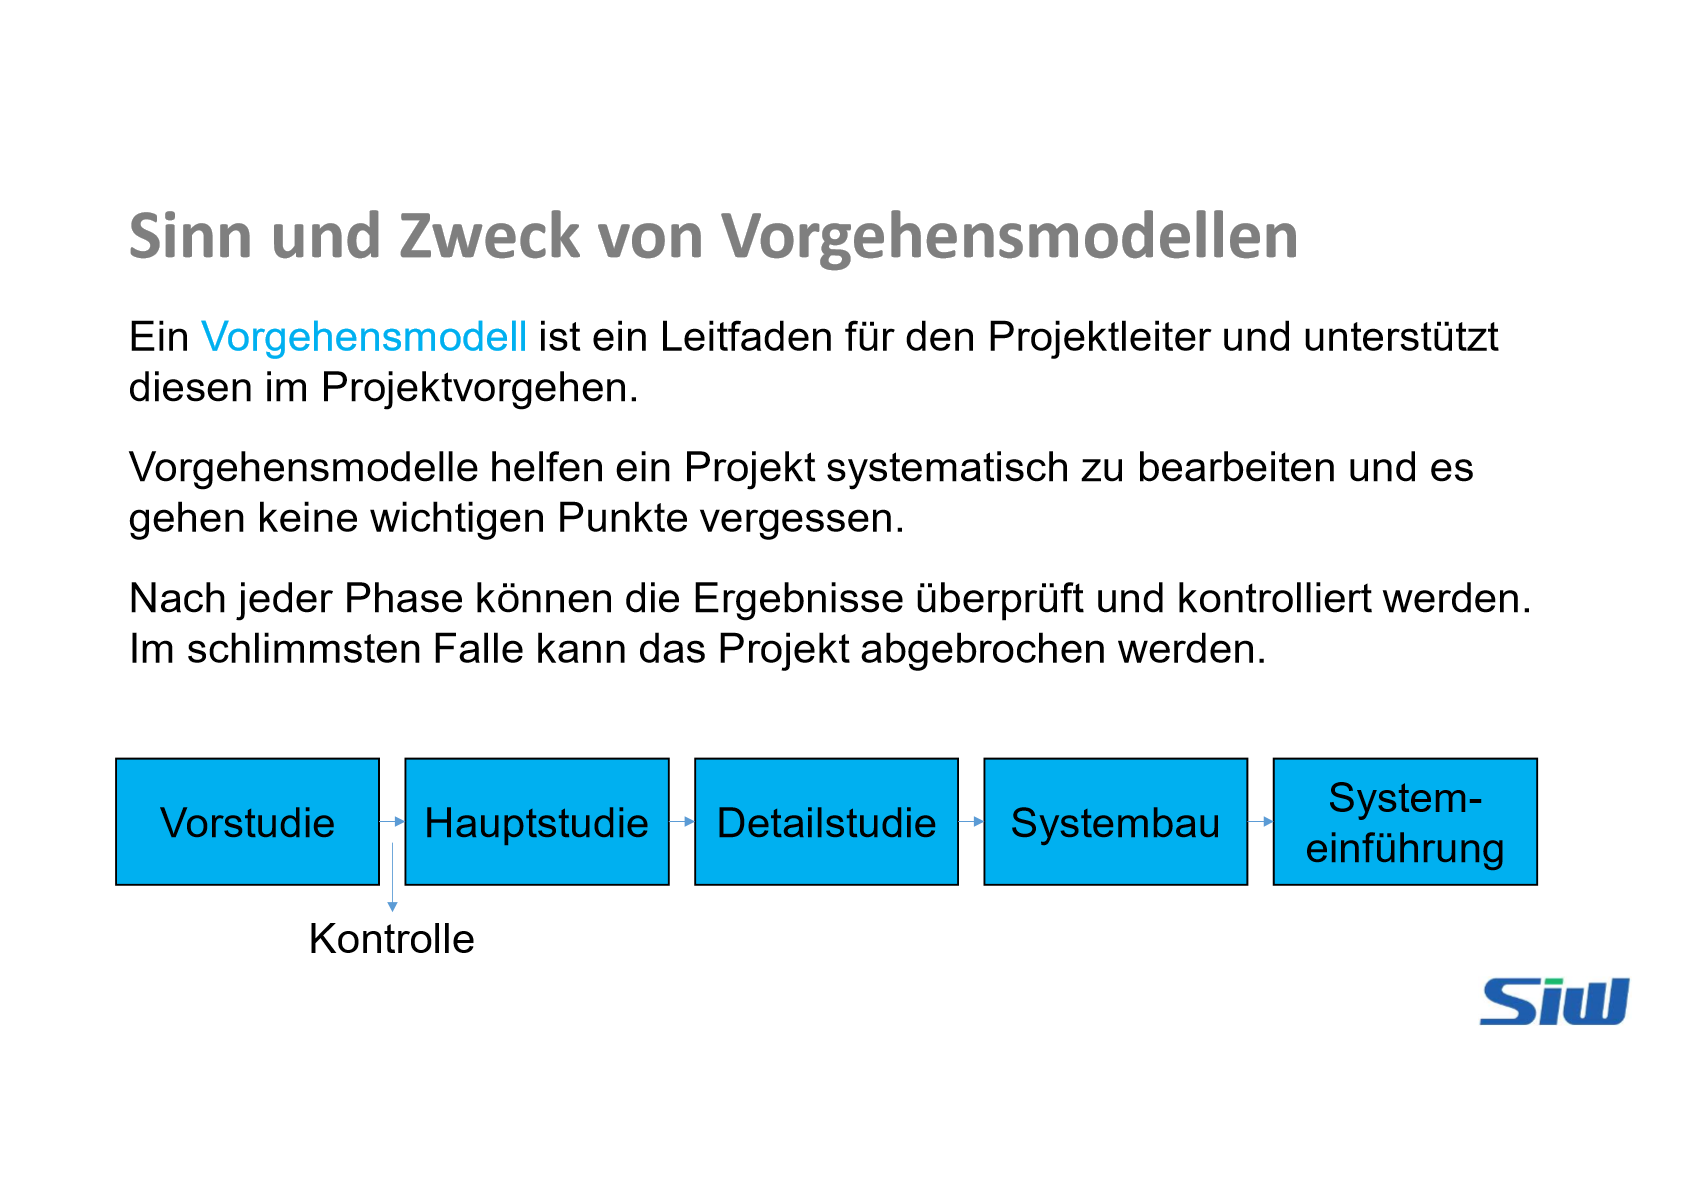 Sinn und Zweck von Vorgehensmodellen
Ein Vorgehensmodell ist ein Leitfaden für den Projektleiter und unterstützt
diesen im Projektvorgehen.
Vorgehensmodelle helfen ein Projekt systematisch zu bearbeiten und es
gehen keine wichtigen Punkte vergessen.
Nach jeder Phase können die Ergebnisse überprüft und kontrolliert werden.
Im schlimmsten Falle kann das Projekt abgebrochen werden.
Vorstudie
Hauptstudie
Detailstudie
Systembau
System-
einführung
Kontrolle
Siw